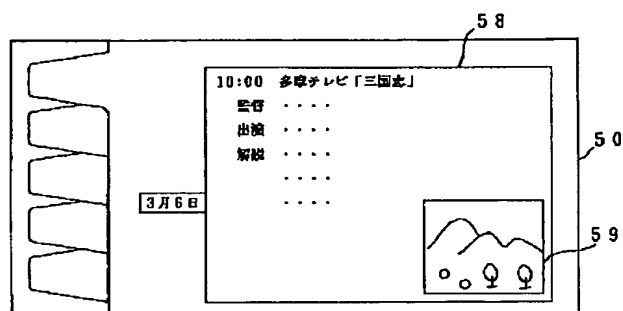 58
10:00 多摩テレビ「三国志」
監督 ・・・・
出演 ・・・・
解説 ・・・・
・・・・
3月6日 ・・・・
50
59